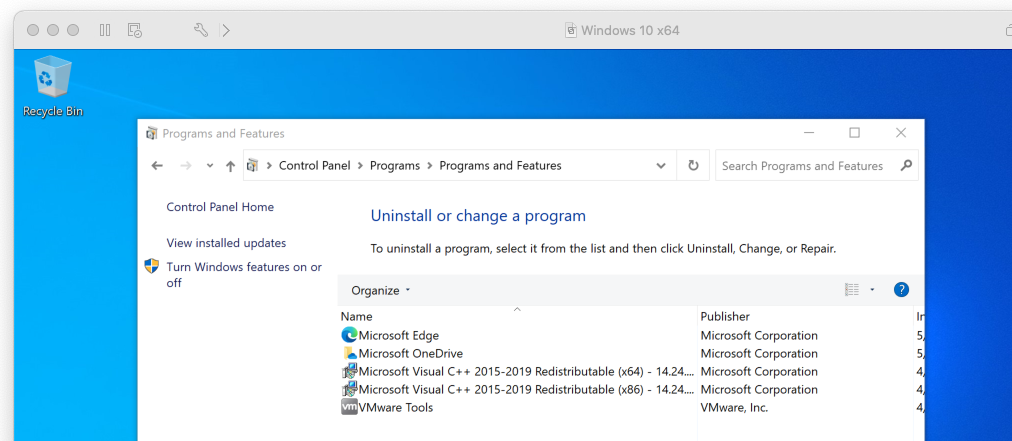 Windows 10 x64
Recycle Bin
Programs and Features
Control Panel > Programs > Programs and Features
Search Programs and Features
Control Panel Home
Uninstall or change a program
View installed updates
To uninstall a program, select it from the list and then click Uninstall, Change, or Repair.
Turn Windows features on or
off
Organize
?
Name Publisher In
Microsoft Edge Microsoft Corporation 5/
Microsoft OneDrive Microsoft Corporation 5/
Microsoft Visual C++ 2015-2019 Redistributable (x64) - 14.24.... Microsoft Corporation 4/
Microsoft Visual C++ 2015-2019 Redistributable (x86) - 14.24.... Microsoft Corporation 4/
vm VMware Tools VMware, Inc. 4/